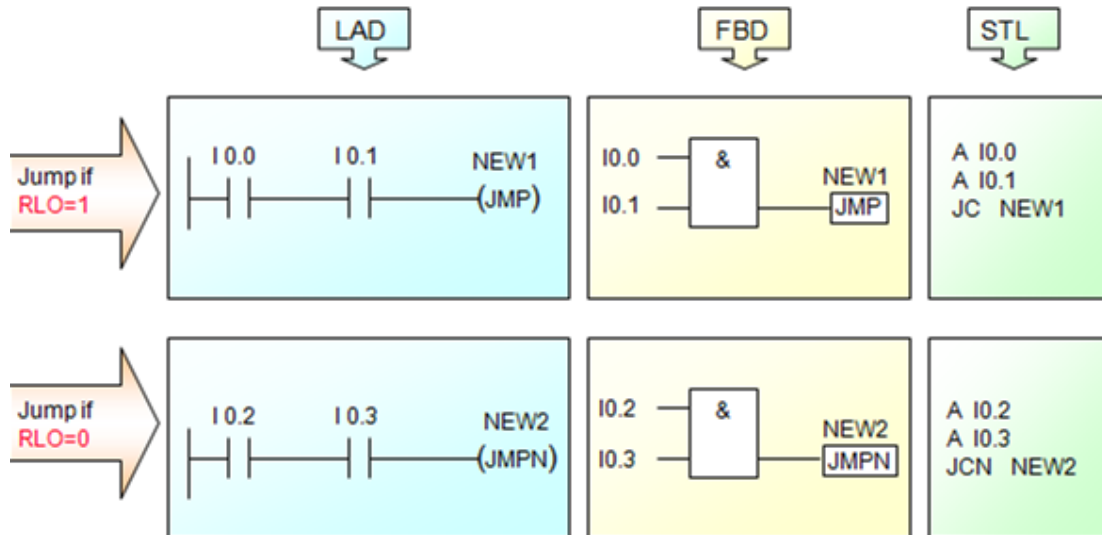 LAD
FBD
STL
Jump if
RLO=1
I 0.0
I 0.1
NEW1
(JMP)
I0.0
I0.1
&
NEW1
JMP
A I0.0
A I0.1
JC NEW1
Jump if
RLO=0
I 0.2
I 0.3
NEW2
(JMPN)
I0.2
I0.3
&
NEW2
JMPN
A I0.2
A I0.3
JCN NEW2